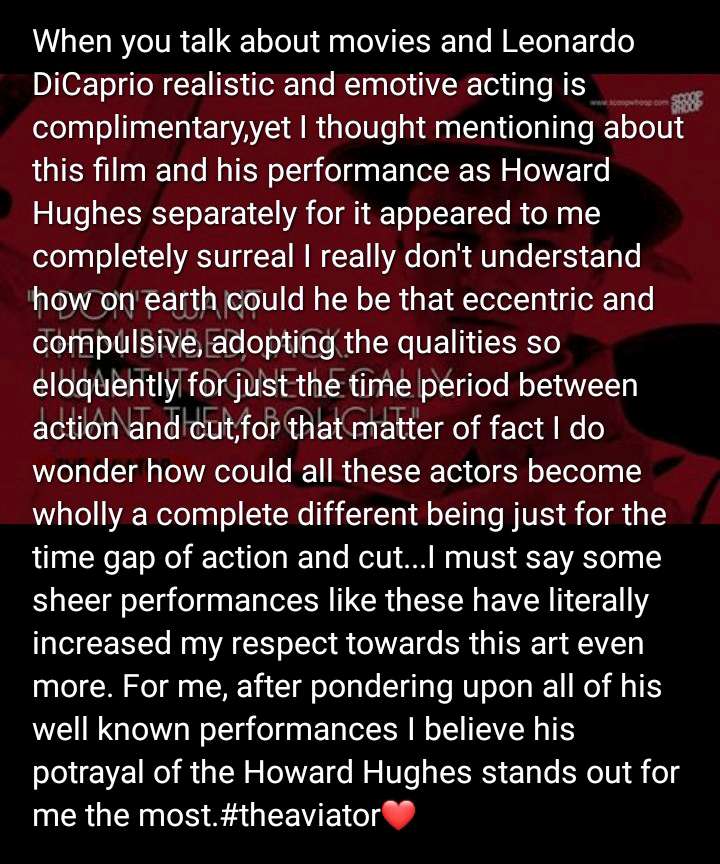 When you talk about movies and Leonardo
DiCaprio realistic and emotive acting is
www.scoopwhoop.com SCOOP WHOOP
complimentary,yet I thought mentioning about
this film and his performance as Howard
Hughes separately for it appeared to me
completely surreal I really don't understand
how on earth could he be that eccentric and
compulsive, adopting the qualities so
eloquently for just the time period between
action and cut,for that matter of fact I do
wonder how could all these actors become
wholly a complete different being just for the
time gap of action and cut...I must say some
sheer performances like these have literally
increased my respect towards this art even
more. For me, after pondering upon all of his
well known performances I believe his
potrayal of the Howard Hughes stands out for
me the most.#theaviator❤️
"I DON'T WANT
THEM BRIBED, JACK.
I WANT IT DONE LEGALLY
I WANT THEM BOUGHT"